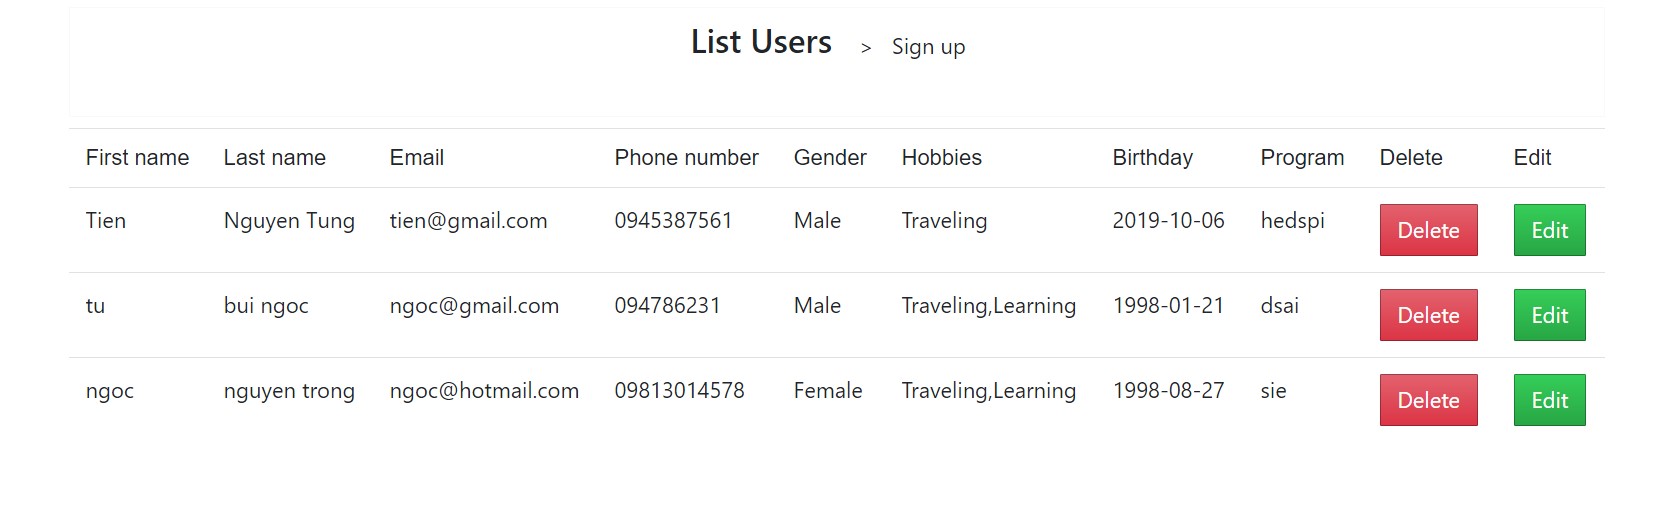 List Users > Sign up
First name Last name Email Phone number Gender Hobbies Birthday Program Delete Edit
Tien Nguyen Tung tien@gmail.com 0945387561 Male Traveling 2019-10-06 hedspi Delete Edit
tu bui ngoc ngoc@gmail.com 094786231 Male Traveling,Learning 1998-01-21 dsai Delete Edit
ngoc nguyen trong ngoc@hotmail.com 09813014578 Female Traveling,Learning 1998-08-27 sie Delete Edit